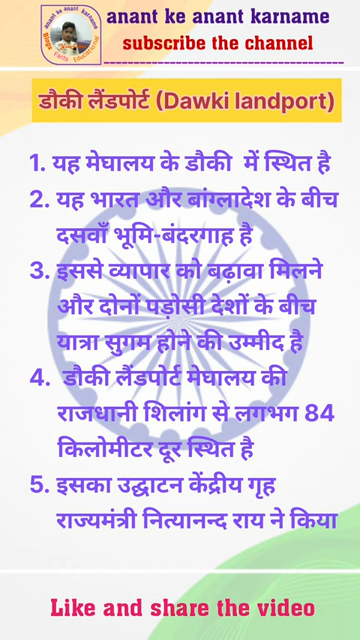 anant ke anant karname
subscribe the channel
डौकी लैंडपोर्ट (Dawki landport)
1. यह मेघालय के डौकी में स्थित है
2. यह भारत और बांग्लादेश के बीच
दसवाँ भूमि-बंदरगाह है
3. इससे व्यापार को बढ़ावा मिलने
और दोनों पड़ोसी देशों के बीच
यात्रा सुगम होने की उम्मीद है
4. डौकी लैंडपोर्ट मेघालय की
राजधानी शिलांग से लगभग 84
किलोमीटर दूर स्थित है
5. इसका उद्घाटन केंद्रीय गृह
राज्यमंत्री नित्यानन्द राय ने किया
Like and share the video